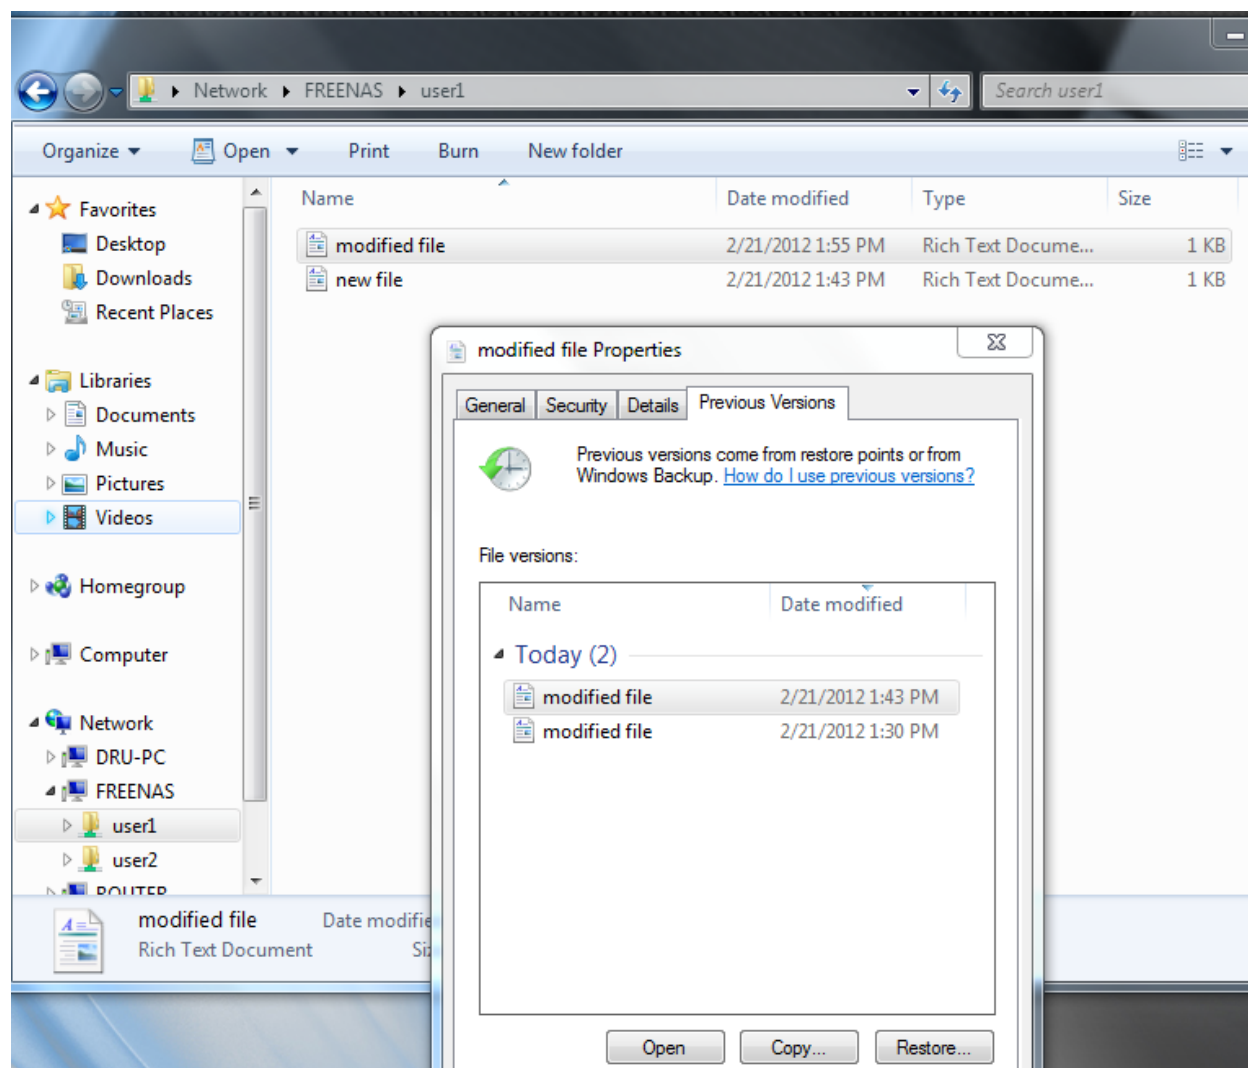 Network ▸ FREENAS ▸ user1
Search user1
Organize Open Print Burn New folder
Name Date modified Type Size
modified file 2/21/2012 1:55 PM Rich Text Docume... 1 KB
new file 2/21/2012 1:43 PM Rich Text Docume... 1 KB
Favorites
Desktop
Downloads
Recent Places
Libraries
Documents
Music
Pictures
Videos
Homegroup
Computer
Network
DRU-PC
FREENAS
user1
user2
ROUTER
modified file Properties
General Security Details Previous Versions
Previous versions come from restore points or from
Windows Backup. How do I use previous versions?
File versions:
Name Date modified
Today (2)
modified file 2/21/2012 1:43 PM
modified file 2/21/2012 1:30 PM
Open Copy... Restore...
modified file Date modifie
Rich Text Document Siz